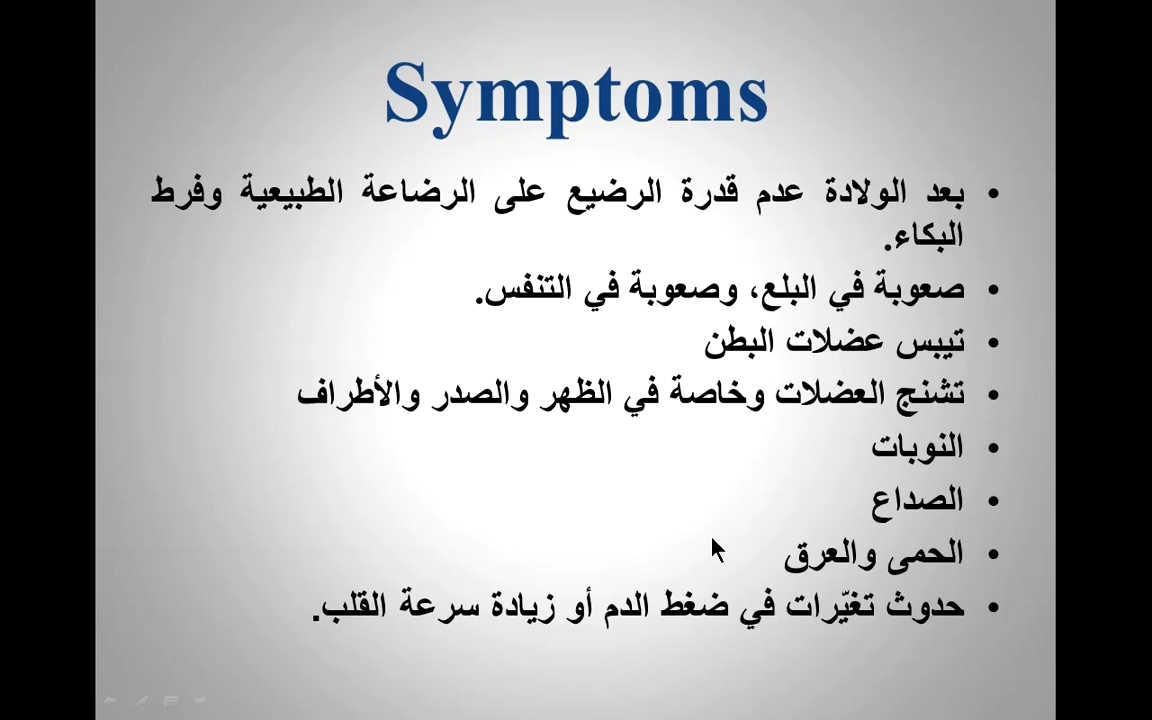 Symptoms
• بعد الولادة عدم قدرة الرضيع على الرضاعة الطبيعية وفرط
البكاء.
• صعوبة في البلع، وصعوبة في التنفس.
• تيبس عضلات البطن
• تشنج العضلات وخاصة في الظهر والصدر والأطراف
• النوبات
• الصداع
• الحمى والعرق
• حدوث تغيّرات في ضغط الدم أو زيادة سرعة القلب.